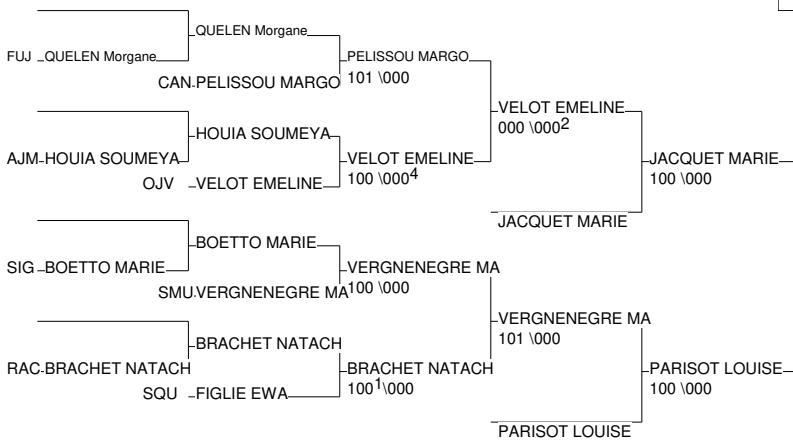 QUELEN Morgane
FUJ QUELEN Morgane
PELISSOU MARGO
CAN PELISSOU MARGO
101 \000
VELOT EMELINE
000 \000²
HOUIA SOUMEYA
AJM HOUIA SOUMEYA
VELOT EMELINE
100 \000⁴
JACQUET MARIE
100 \000
OJV VELOT EMELINE
JACQUET MARIE
BOETTO MARIE
SIG BOETTO MARIE
VERGNENEGRE MA
100 \000
SMU VERGNENEGRE MA
VERGNENEGRE MA
101 \000
BRACHET NATACH
RAC BRACHET NATACH
BRACHET NATACH
100¹\000
PARISOT LOUISE
100 \000
SQU FIGLIE EWA
PARISOT LOUISE